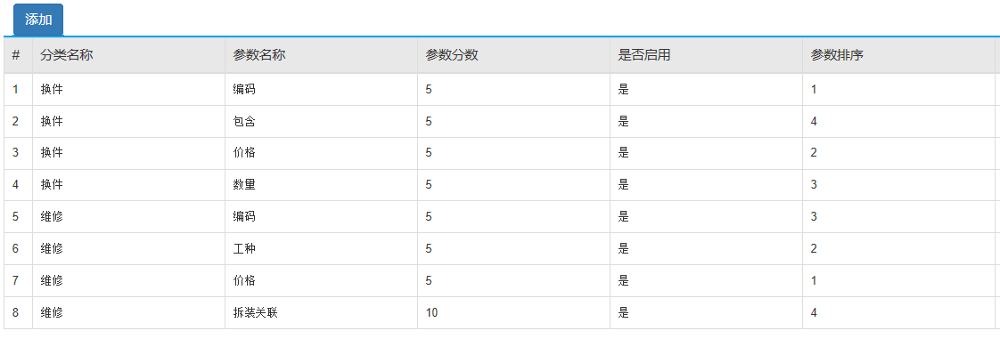 添加
# 分类名称 参数名称 参数分数 是否启用 参数排序
1 换件 编码 5 是 1
2 换件 包含 5 是 4
3 换件 价格 5 是 2
4 换件 数量 5 是 3
5 维修 编码 5 是 3
6 维修 工种 5 是 2
7 维修 价格 5 是 1
8 维修 拆装关联 10 是 4